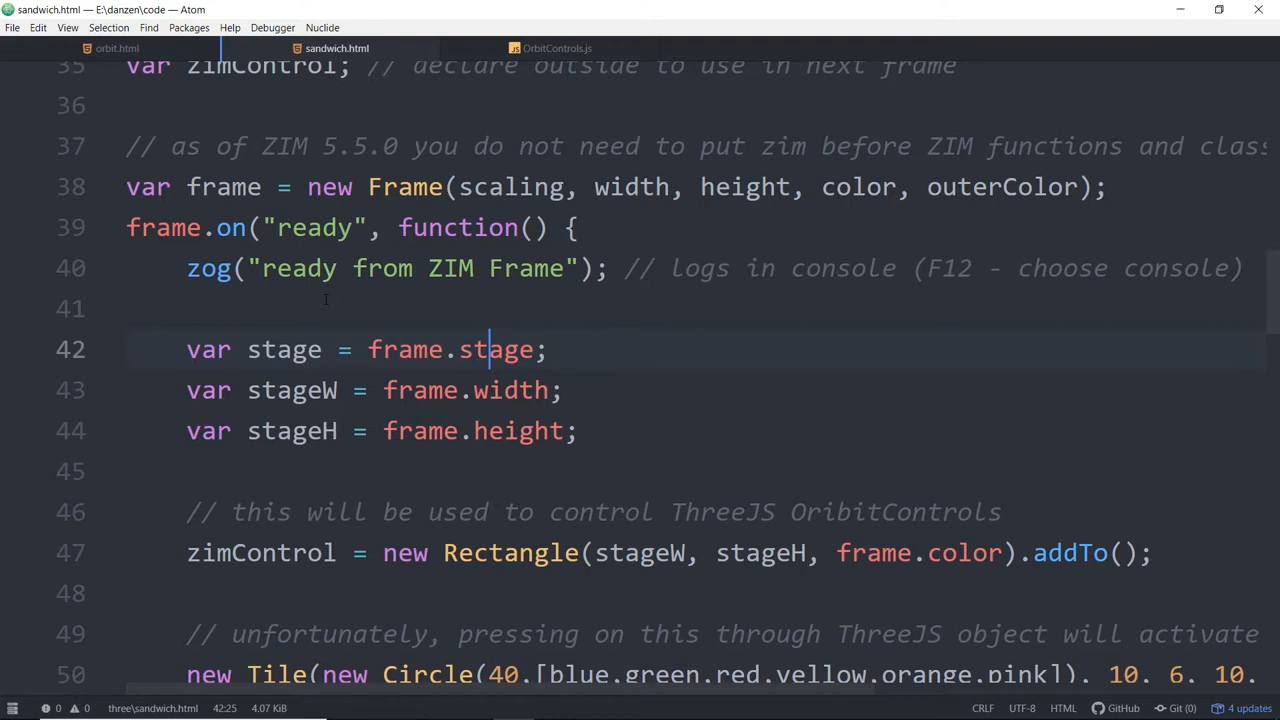 sandwich.html — E:\danzen\code — Atom
File Edit View Selection Find Packages Help Debugger Nuclide
orbit.html sandwich.html OrbitControls.js
35 var zimControl; // declare outside to use in next frame
36
37 // as of ZIM 5.5.0 you do not need to put zim before ZIM functions and class
38 var frame = new Frame(scaling, width, height, color, outerColor);
39 frame.on("ready", function() {
40 zog("ready from ZIM Frame"); // logs in console (F12 - choose console)
41
42 var stage = frame.stage;
43 var stageW = frame.width;
44 var stageH = frame.height;
45
46 // this will be used to control ThreeJS OribitControls
47 zimControl = new Rectangle(stageW, stageH, frame.color).addTo();
48
49 // unfortunately, pressing on this through ThreeJS object will activate
50 new Tile(new Circle(40,[blue,green,red,yellow,orange,pink]), 10, 6, 10,
0 0 three\sandwich.html 42:25 4.07 KiB CRLF UTF-8 HTML GitHub Git (0) 4 updates